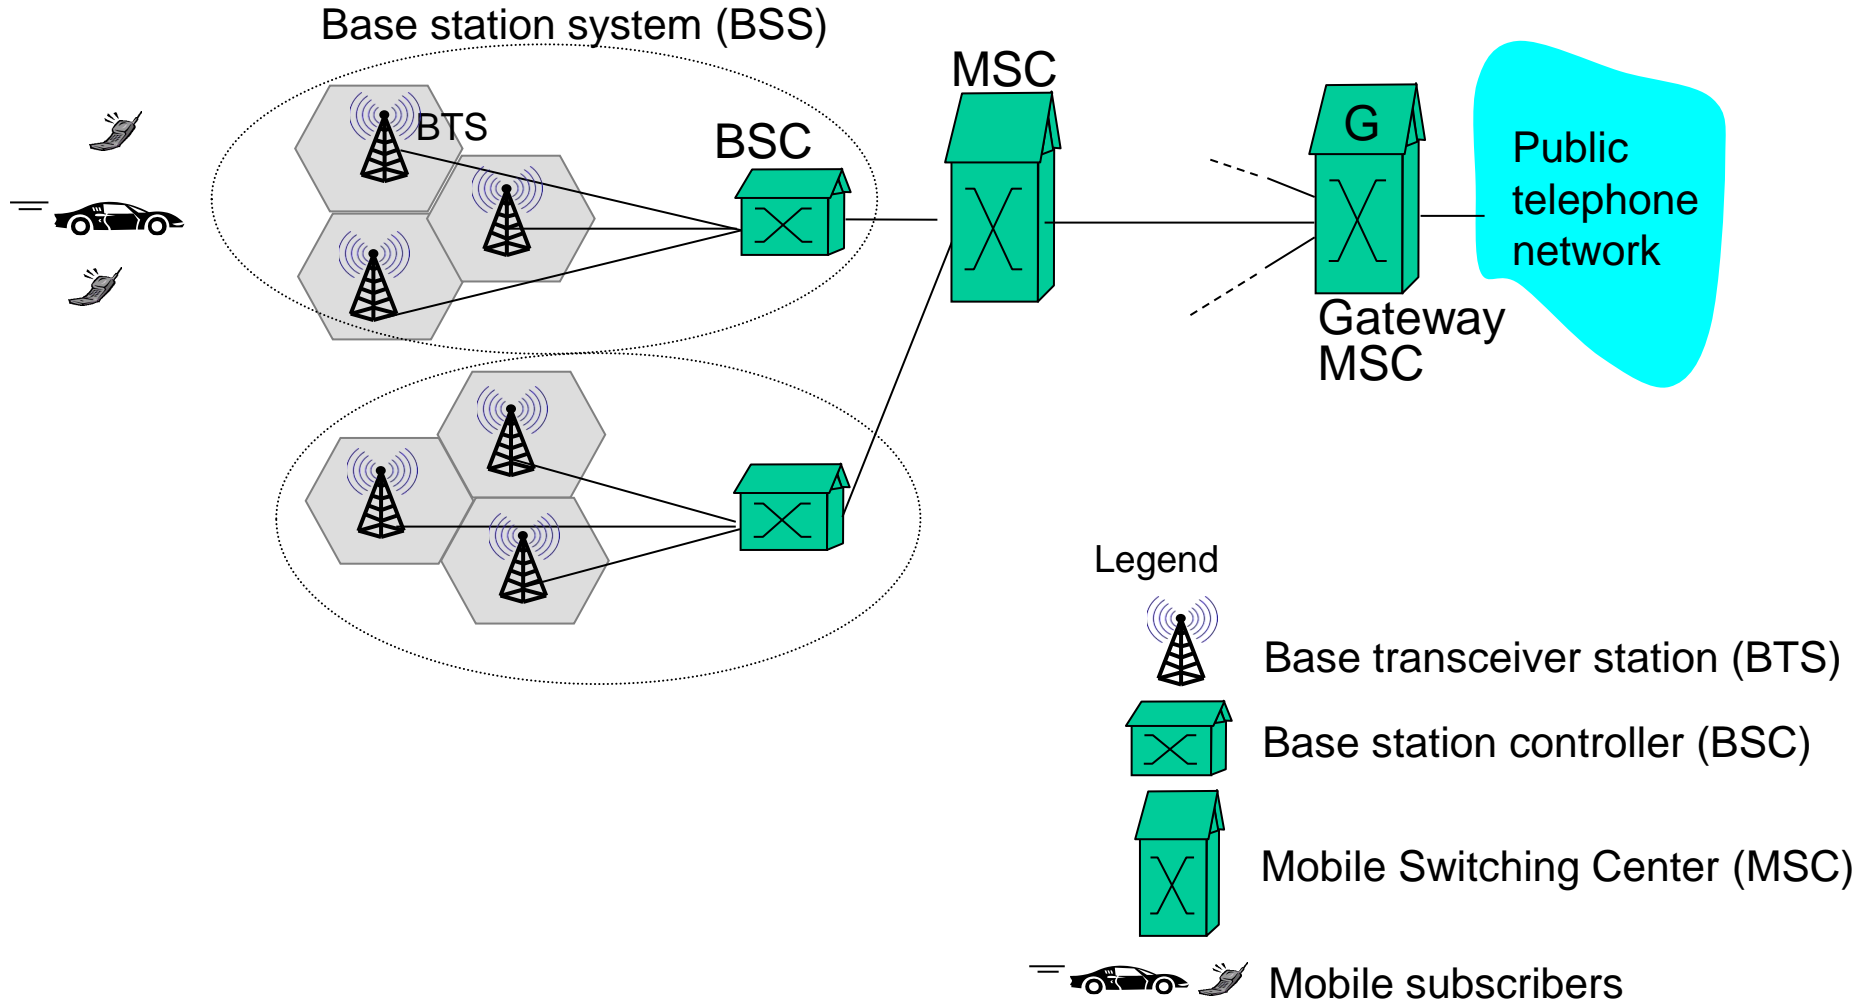 Base station system (BSS)
BTS
BSC
MSC
G
Gateway
MSC
Public
telephone
network
Legend
Base transceiver station (BTS)
Base station controller (BSC)
Mobile Switching Center (MSC)
Mobile subscribers